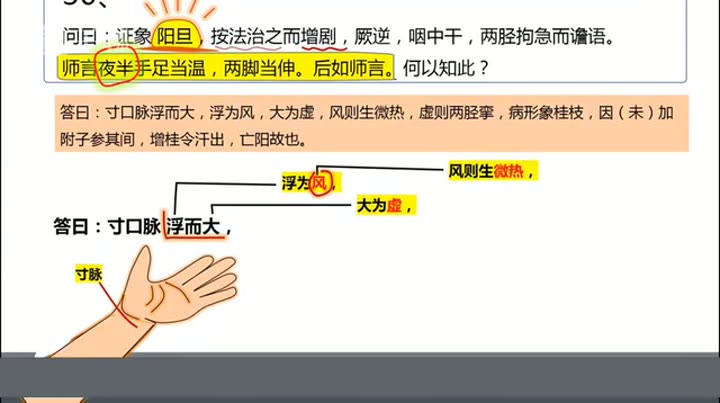 30、
问曰：证象阳旦，按法治之而增剧，厥逆，咽中干，两胫拘急而谵语。
师言夜半手足当温，两脚当伸。后如师言。何以知此？
答曰：寸口脉浮而大，浮为风，大为虚，风则生微热，虚则两胫挛，病形象桂枝，因（未）加
附子参其间，增桂令汗出，亡阳故也。
风则生微热，
浮为风，
大为虚，
答曰：寸口脉浮而大，
寸脉